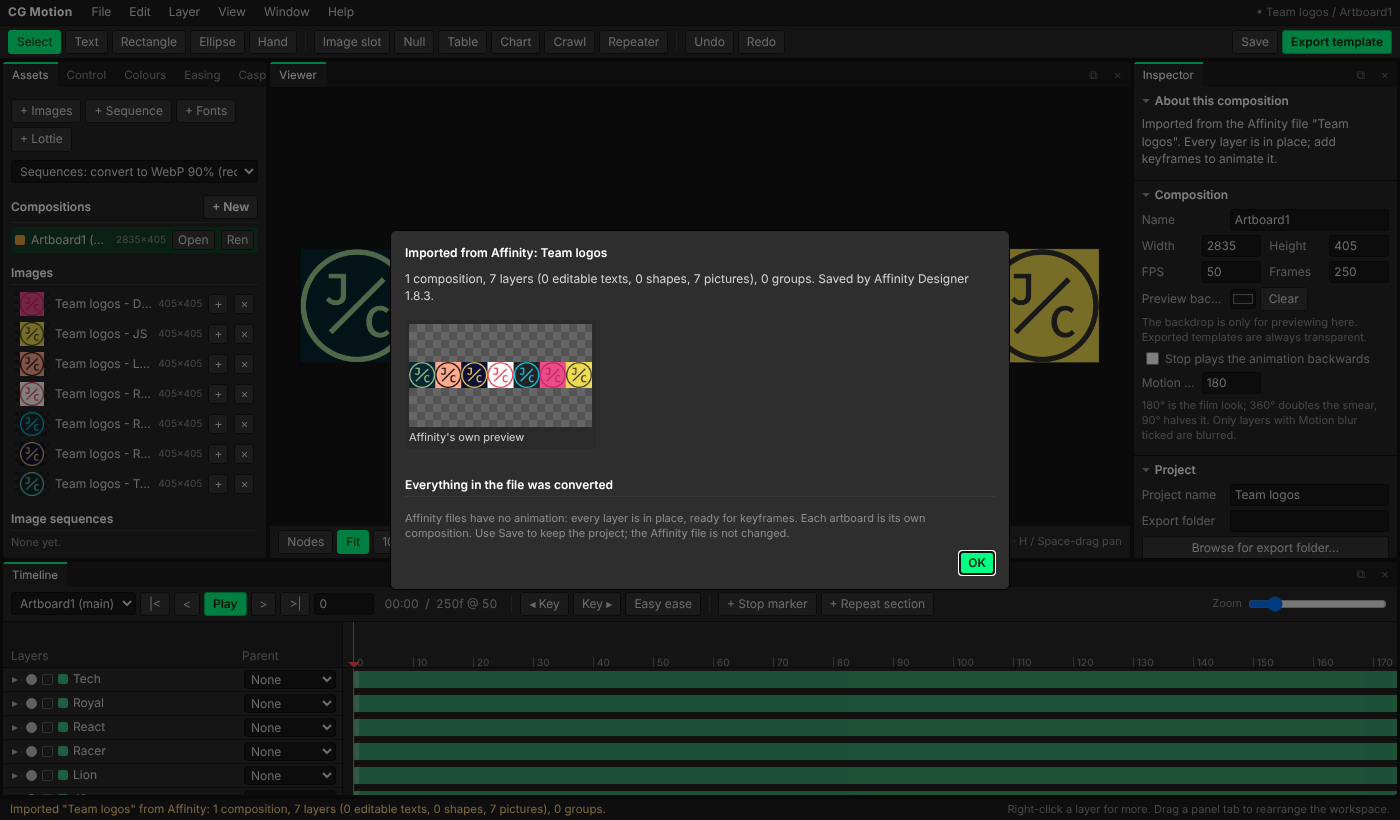 CG Motion File Edit Layer View Window Help • Team logos / Artboard1
Select Text Rectangle Ellipse Hand Image slot Null Table Chart Crawl Repeater Undo Redo Save Export template
Assets Control Colours Easing Casp Viewer Inspector
+ Images + Sequence + Fonts
+ Lottie
Sequences: convert to WebP 90% (rec
Compositions + New
Artboard1 (... 2835×405 Open Ren
Images
Team logos - D... 405×405 + ×
Team logos - JS 405×405 + ×
Team logos - L... 405×405 + ×
Team logos - R... 405×405 + ×
Team logos - R... 405×405 + ×
Team logos - R... 405×405 + ×
Team logos - T... 405×405 + ×
Image sequences
None yet.
Nodes Fit 10
· H / Space-drag pan
Imported from Affinity: Team logos
1 composition, 7 layers (0 editable texts, 0 shapes, 7 pictures), 0 groups. Saved by Affinity Designer
1.8.3.
Affinity's own preview
Everything in the file was converted
Affinity files have no animation: every layer is in place, ready for keyframes. Each artboard is its own
composition. Use Save to keep the project; the Affinity file is not changed.
OK
About this composition
Imported from the Affinity file "Team
logos". Every layer is in place; add
keyframes to animate it.
Composition
Name Artboard1
Width 2835 Height 405
FPS 50 Frames 250
Preview bac... Clear
The backdrop is only for previewing here.
Exported templates are always transparent.
Stop plays the animation backwards
Motion ... 180
180° is the film look; 360° doubles the smear,
90° halves it. Only layers with Motion blur
ticked are blurred.
Project
Project name Team logos
Export folder
Browse for export folder...
Timeline
Artboard1 (main) |< < Play > >| 0 00:00 / 250f @ 50 ◂ Key Key ▸ Easy ease + Stop marker + Repeat section Zoom
Layers Parent 0 10 20 30 40 50 60 70 80 90 100 110 120 130 140 150 160 170
Tech None
Royal None
React None
Racer None
Lion None
Imported "Team logos" from Affinity: 1 composition, 7 layers (0 editable texts, 0 shapes, 7 pictures), 0 groups. Right-click a layer for more. Drag a panel tab to rearrange the workspace.